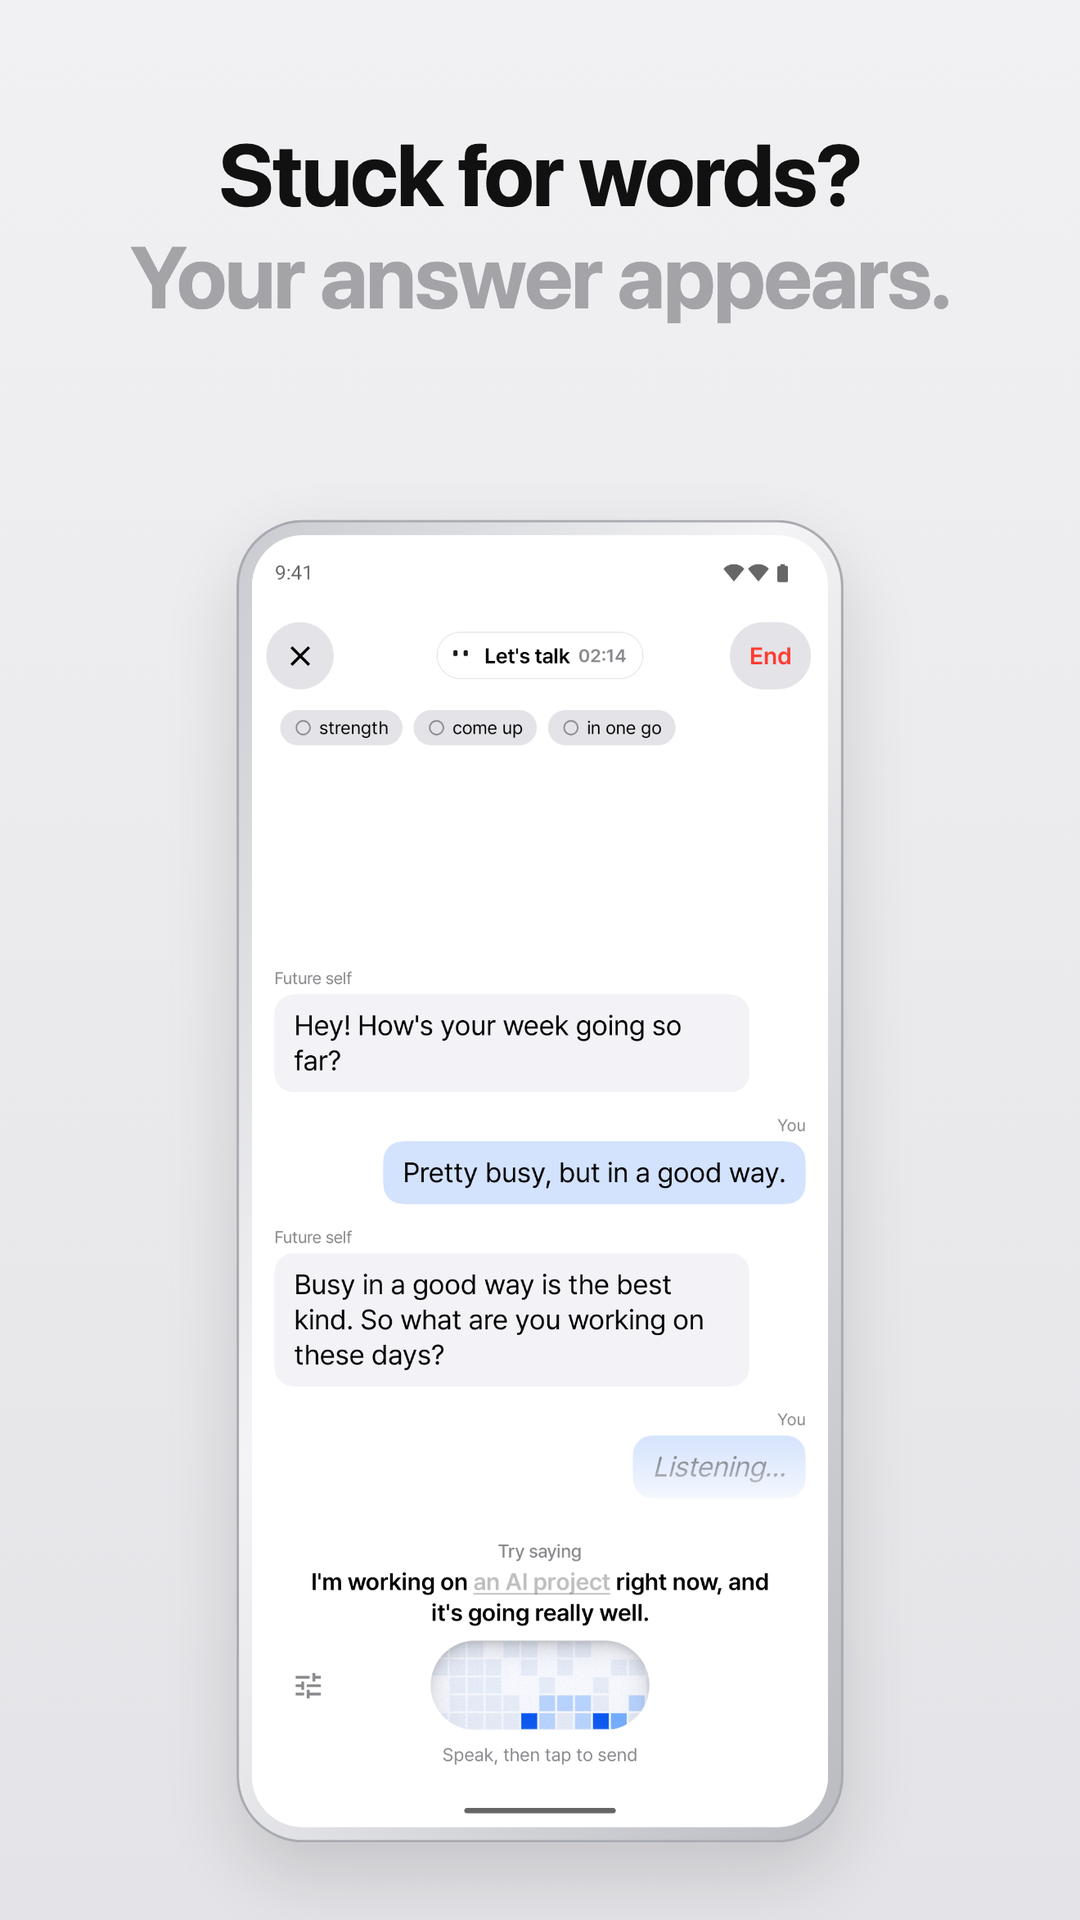 Stuck for words?
Your answer appears.
9:41
Let's talk 02:14
End
strength
come up
in one go
Future self
Hey! How's your week going so
far?
You
Pretty busy, but in a good way.
Future self
Busy in a good way is the best
kind. So what are you working on
these days?
You
Listening...
Try saying
I'm working on an AI project right now, and
it's going really well.
Speak, then tap to send